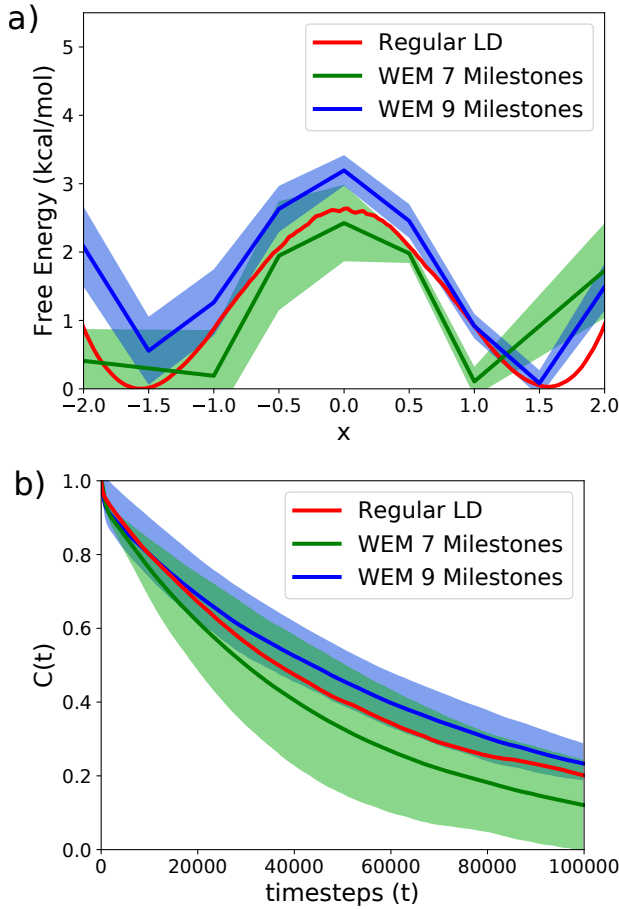 a)
Free Energy (kcal/mol)
5
4
3
2
1
0
Regular LD
WEM 7 Milestones
WEM 9 Milestones
−2.0 −1.5 −1.0 −0.5 0.0 0.5 1.0 1.5 2.0
x
b)
C(t)
1.0
0.8
0.6
0.4
0.2
0.0
Regular LD
WEM 7 Milestones
WEM 9 Milestones
0 20000 40000 60000 80000 100000
timesteps (t)